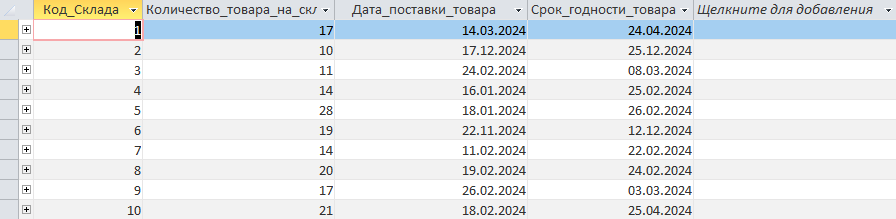 Код_Склада Количество_товара_на_скл Дата_поставки_товара Срок_годности_товара Щелкните для добавления
1 17 14.03.2024 24.04.2024
2 10 17.12.2024 25.12.2024
3 11 24.02.2024 08.03.2024
4 14 16.01.2024 25.02.2024
5 28 18.01.2024 26.02.2024
6 19 22.11.2024 12.12.2024
7 14 11.02.2024 22.02.2024
8 20 19.02.2024 24.02.2024
9 17 26.02.2024 03.03.2024
10 21 18.02.2024 25.04.2024